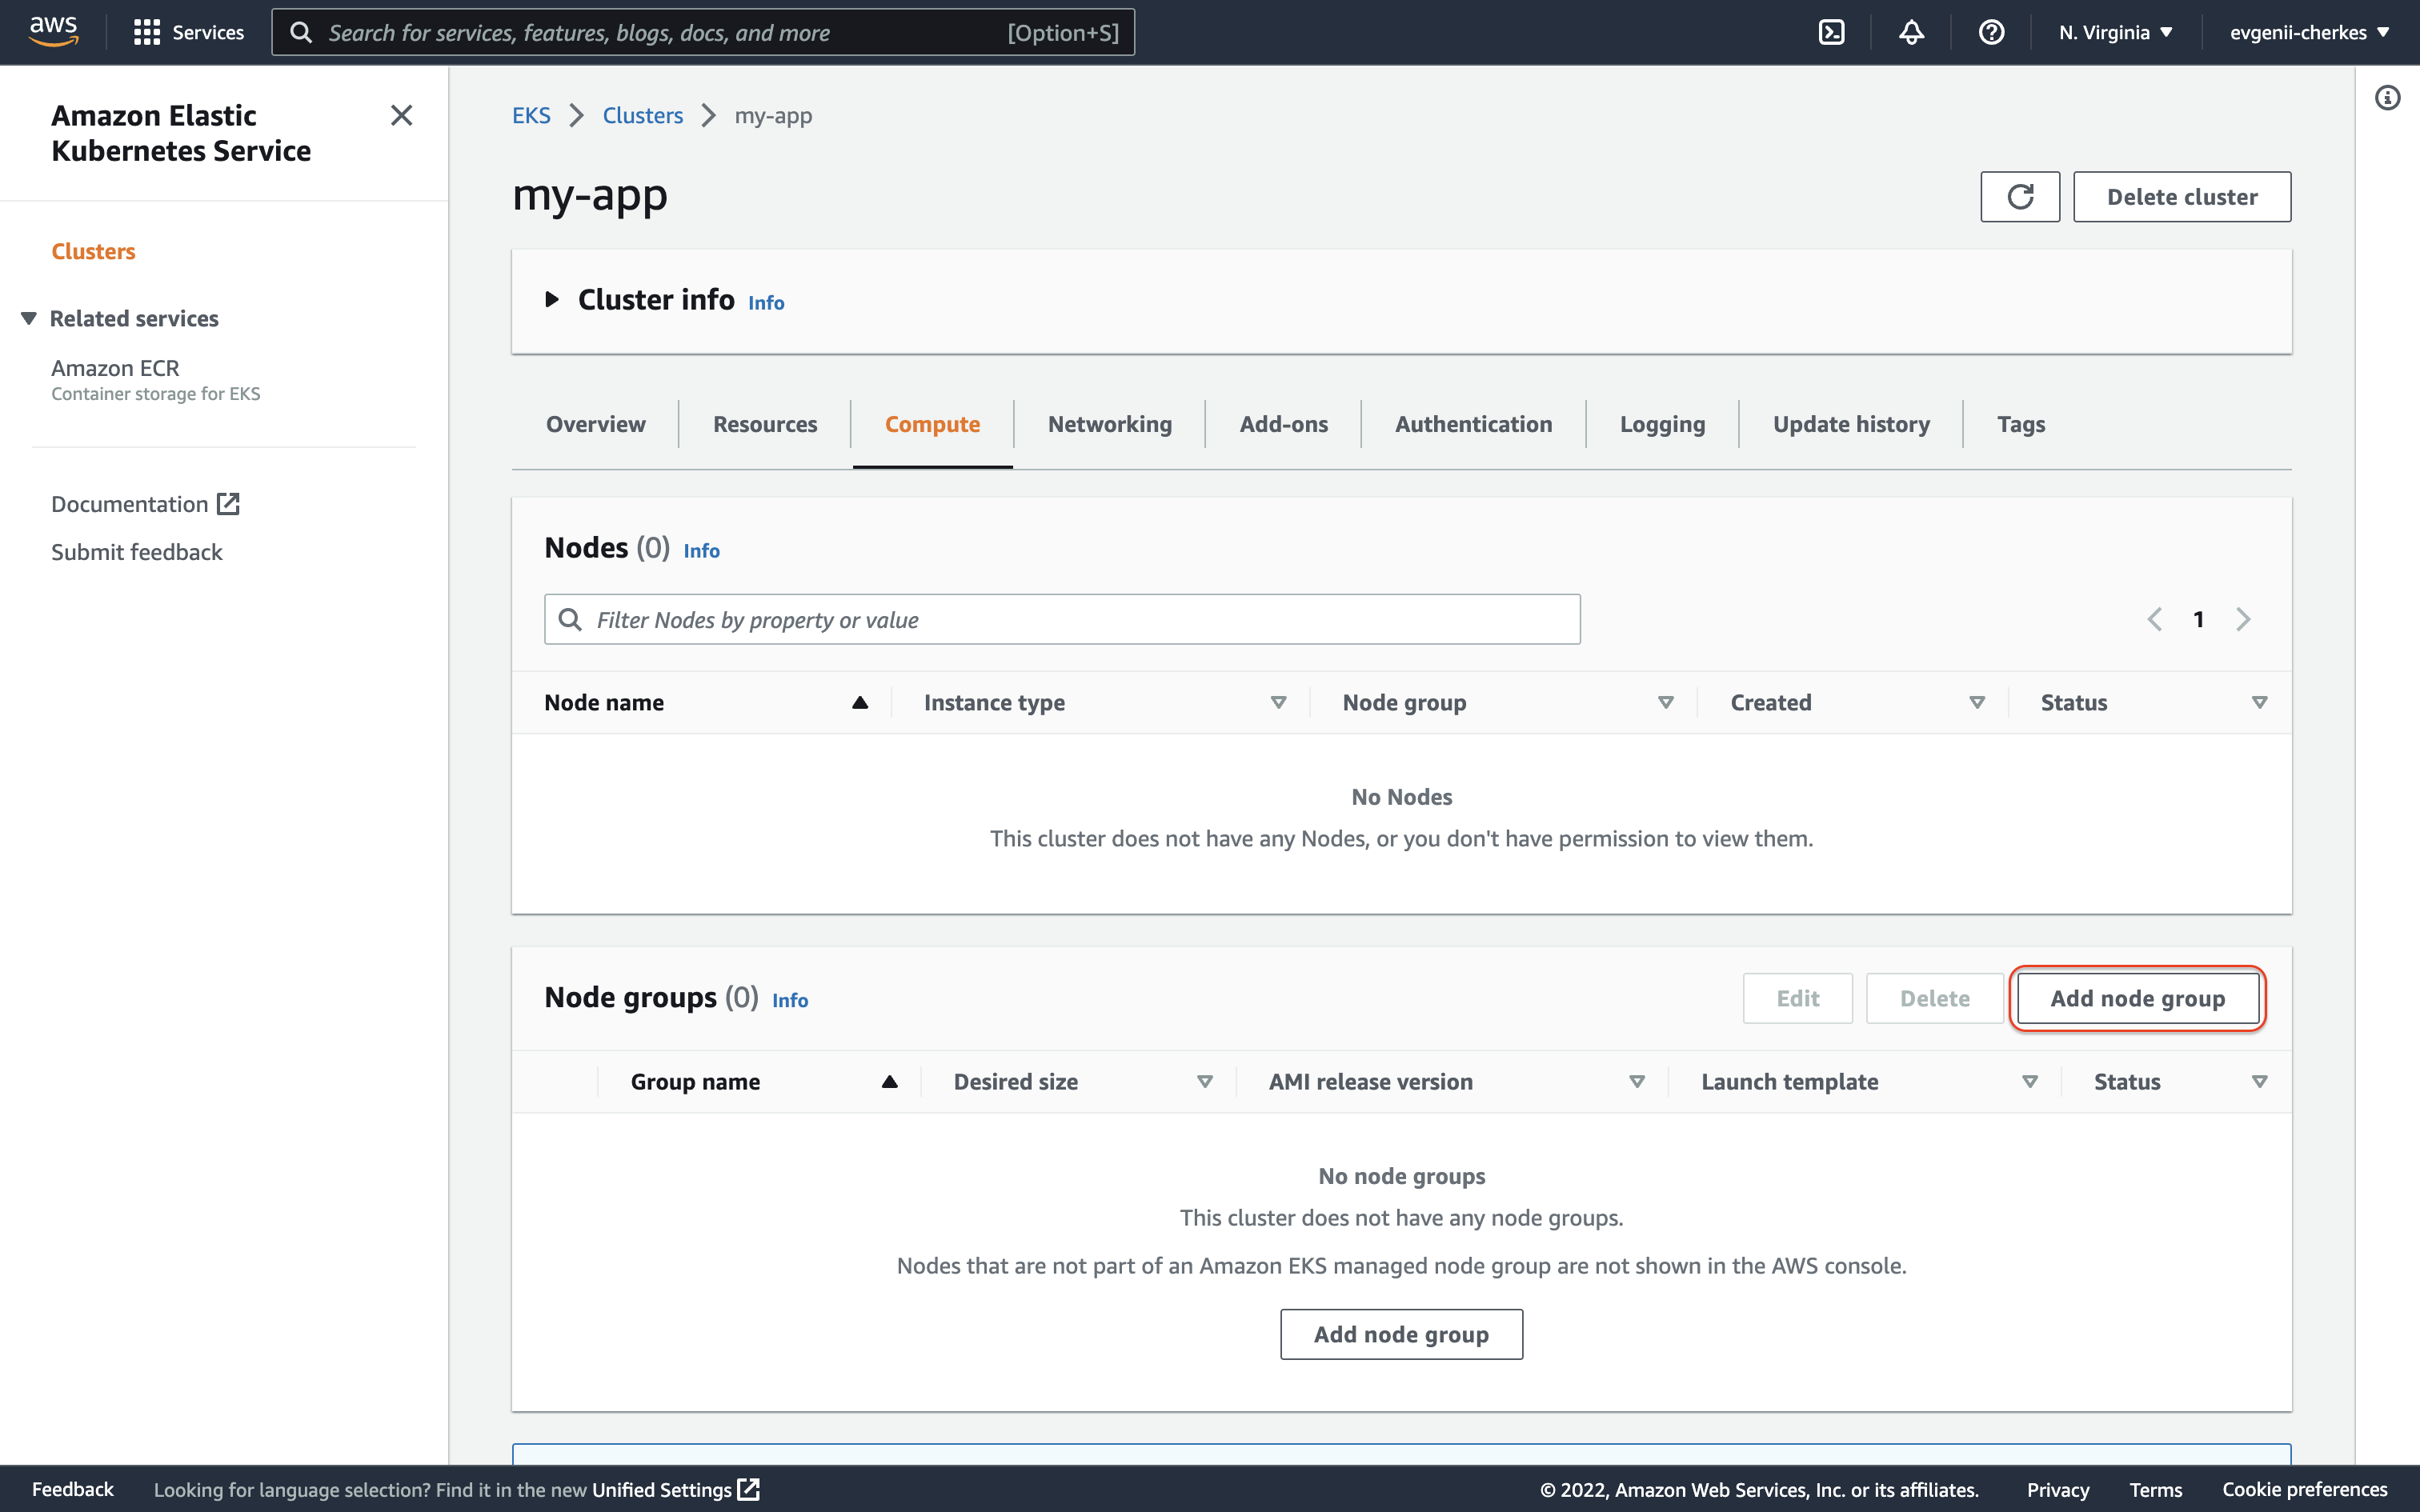 aws
Services
Search for services, features, blogs, docs, and more [Option+S]
N. Virginia
evgenii-cherkes
Amazon Elastic
Kubernetes Service
Clusters
Related services
Amazon ECR
Container storage for EKS
Documentation
Submit feedback
EKS Clusters my-app
my-app
Delete cluster
Cluster info Info
Overview Resources Compute Networking Add-ons Authentication Logging Update history Tags
Nodes (0) Info
Filter Nodes by property or value
1
Node name Instance type Node group Created Status
No Nodes
This cluster does not have any Nodes, or you don't have permission to view them.
Node groups (0) Info
Edit Delete Add node group
Group name Desired size AMI release version Launch template Status
No node groups
This cluster does not have any node groups.
Nodes that are not part of an Amazon EKS managed node group are not shown in the AWS console.
Add node group
Feedback Looking for language selection? Find it in the new Unified Settings © 2022, Amazon Web Services, Inc. or its affiliates. Privacy Terms Cookie preferences